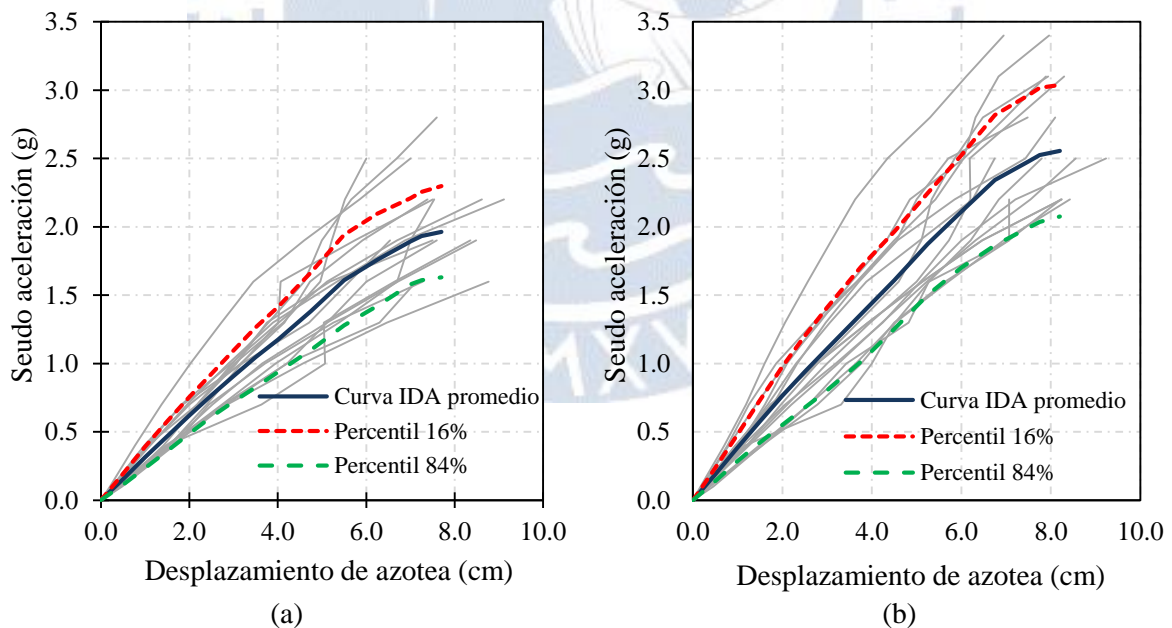 3.5
3.0
2.5
2.0
1.5
1.0
0.5
0.0
0.0 2.0 4.0 6.0 8.0 10.0
Seudo aceleración (g)
Desplazamiento de azotea (cm)
Curva IDA promedio
Percentil 16%
Percentil 84%
(a)
3.5
3.0
2.5
2.0
1.5
1.0
0.5
0.0
0.0 2.0 4.0 6.0 8.0 10.0
Seudo aceleración (g)
Desplazamiento de azotea (cm)
Curva IDA promedio
Percentil 16%
Percentil 84%
(b)